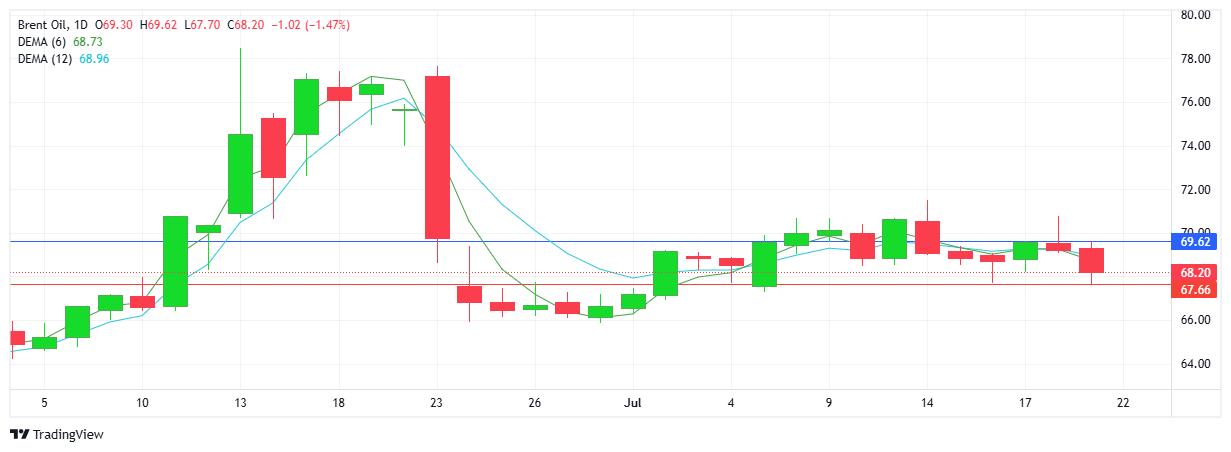 Brent Oil, 1D O69.30 H69.62 L67.70 C68.20 −1.02 (−1.47%)
DEMA (6) 68.73
DEMA (12) 68.96
80.00
78.00
76.00
74.00
72.00
70.00
69.62
68.20
67.66
66.00
64.00
5 10 13 18 23 26 Jul 4 9 14 17 22
TradingView